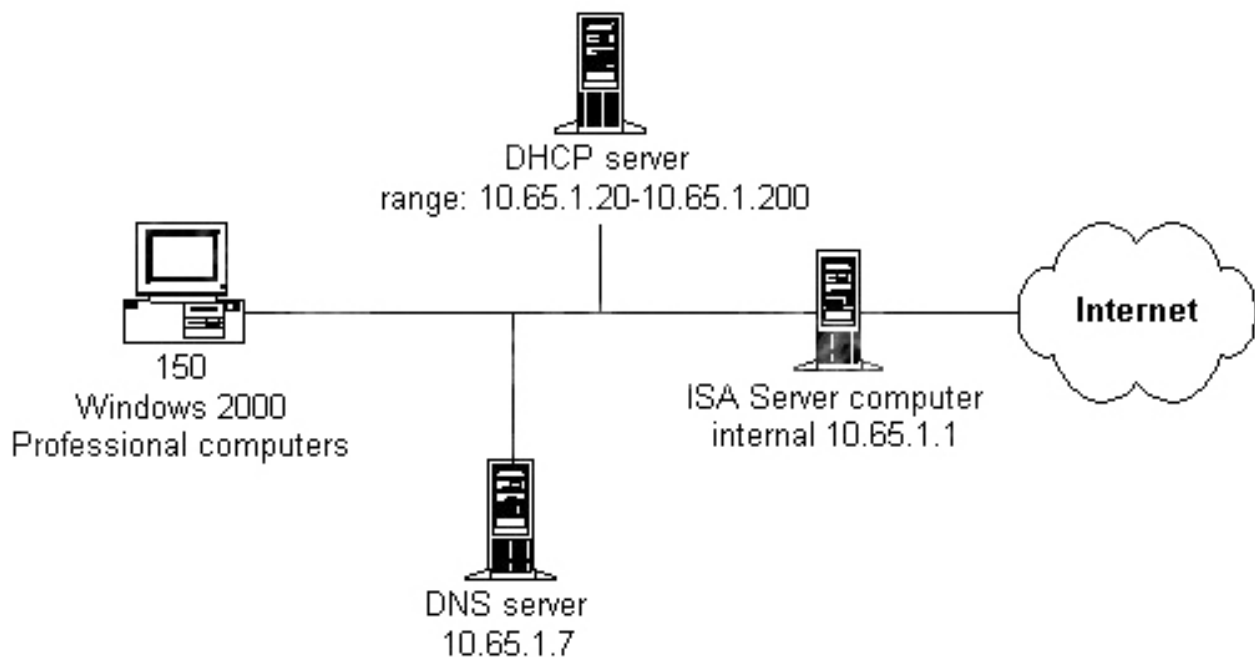 DHCP server
range: 10.65.1.20-10.65.1.200
150
Windows 2000
Professional computers
ISA Server computer
internal 10.65.1.1
Internet
DNS server
10.65.1.7